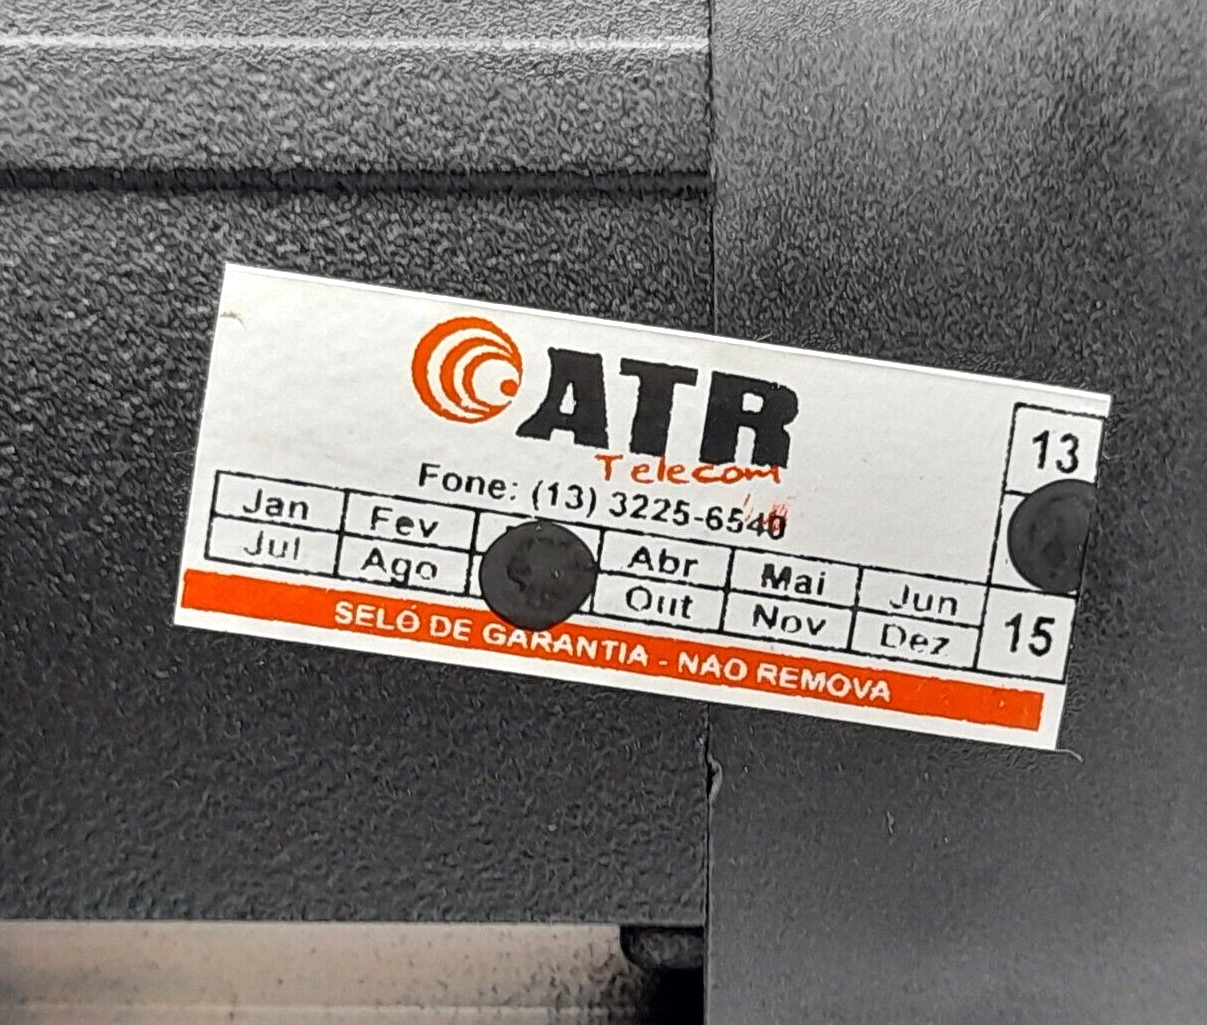 ATR
Telecom
Fone: (13) 3225-6540
13
Jan Fev Abr Mai Jun
Jul Ago Out Nov Dez
15
SELO DE GARANTIA - NAO REMOVA